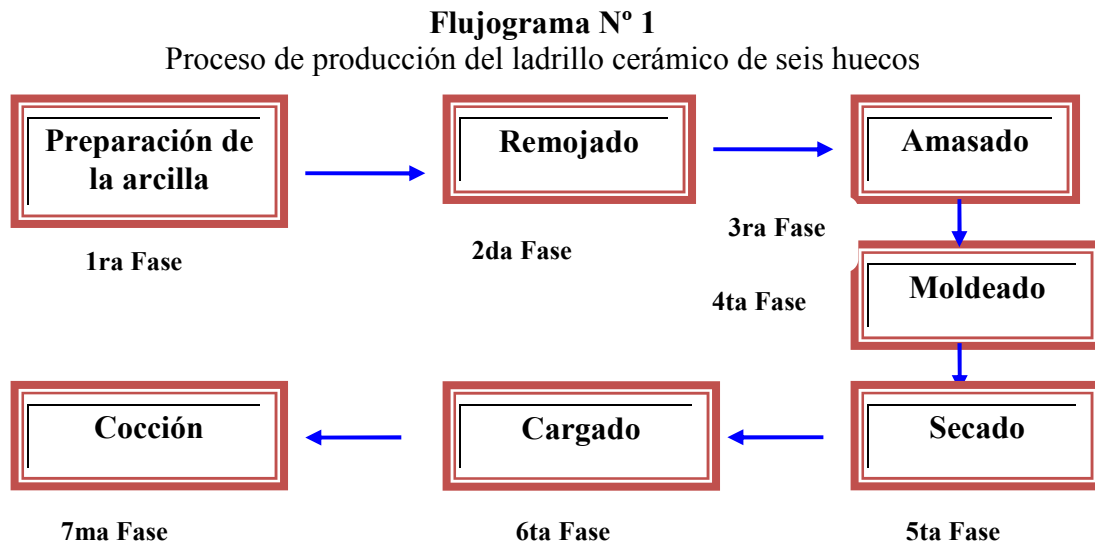 Flujograma Nº 1
Proceso de producción del ladrillo cerámico de seis huecos
Preparación de
la arcilla
1ra Fase
Remojado
2da Fase
Amasado
3ra Fase
Moldeado
4ta Fase
Secado
5ta Fase
Cargado
6ta Fase
Cocción
7ma Fase